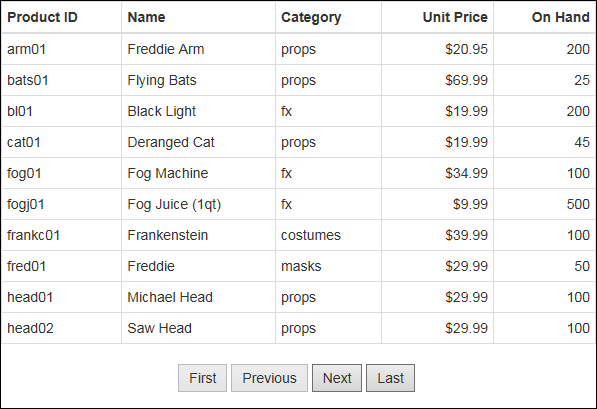 Product ID Name Category Unit Price On Hand
arm01 Freddie Arm props $20.95 200
bats01 Flying Bats props $69.99 25
bl01 Black Light fx $19.99 200
cat01 Deranged Cat props $19.99 45
fog01 Fog Machine fx $34.99 100
fogj01 Fog Juice (1qt) fx $9.99 500
frankc01 Frankenstein costumes $39.99 100
fred01 Freddie masks $29.99 50
head01 Michael Head props $29.99 100
head02 Saw Head props $29.99 100
First Previous Next Last